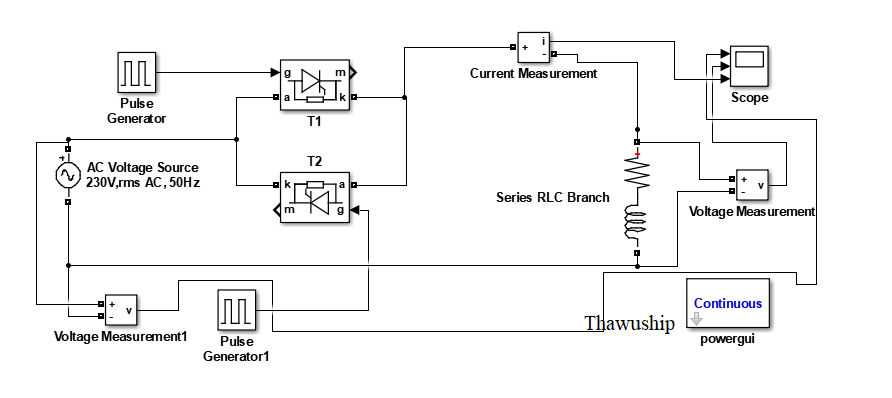 i
+
-
Current Measurement
Scope
g
m
a
k
T1
Pulse
Generator
AC Voltage Source
230V,rms AC, 50Hz
+
T2
k
a
m
g
Series RLC Branch
+
-
v
Voltage Measurement
+
-
v
Voltage Measurement1
Pulse
Generator1
Thawuship
Continuous
powergui